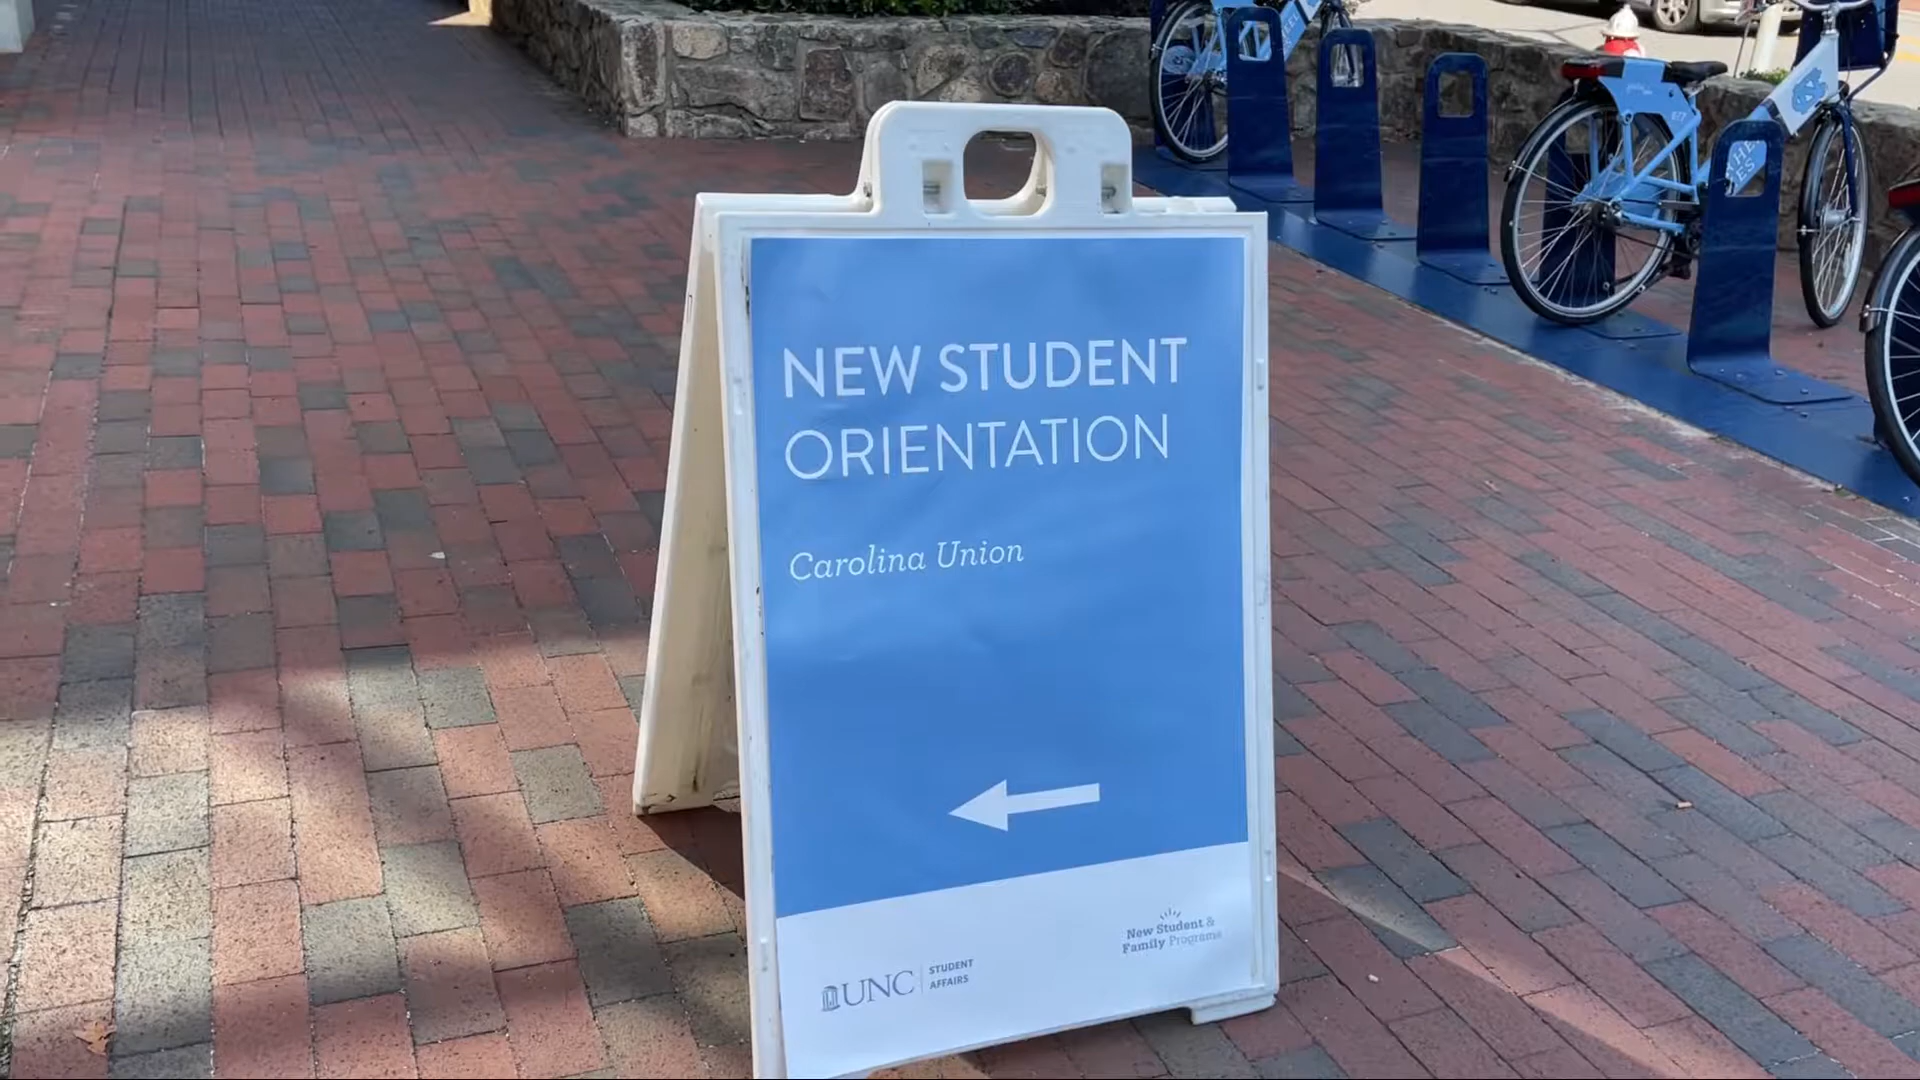 NEW STUDENT
ORIENTATION
Carolina Union
New Student &
Family Programs
UNC
STUDENT
AFFAIRS